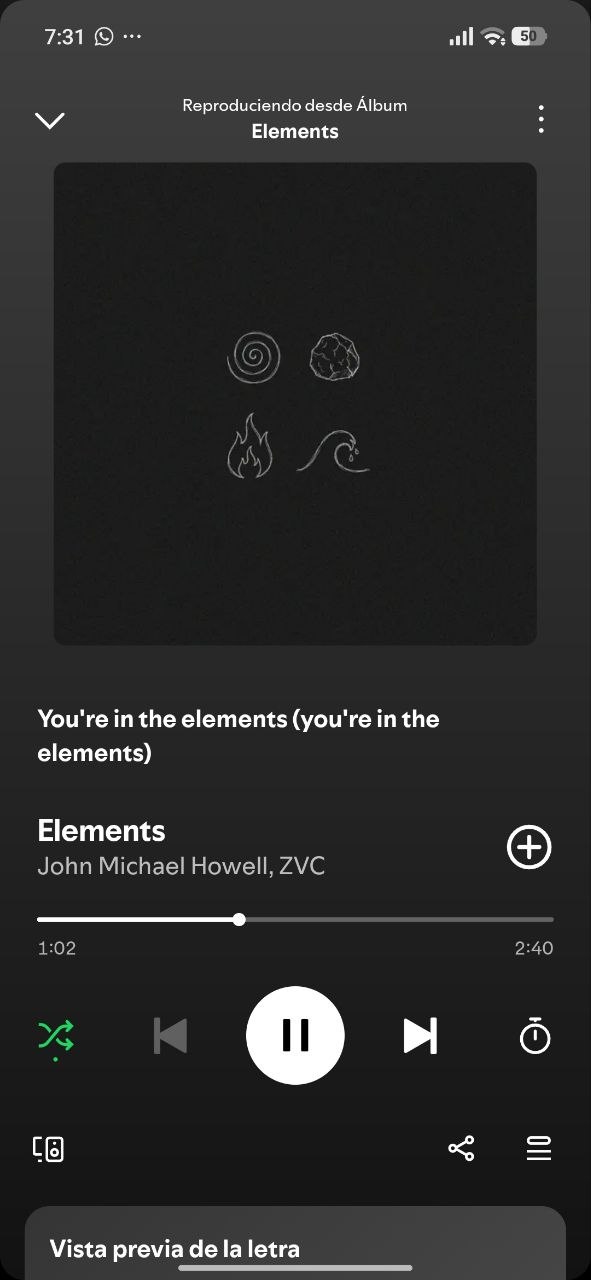 7:31
50
Reproduciendo desde Álbum
Elements
You're in the elements (you're in the
elements)
Elements
John Michael Howell, ZVC
1:02
2:40
Vista previa de la letra